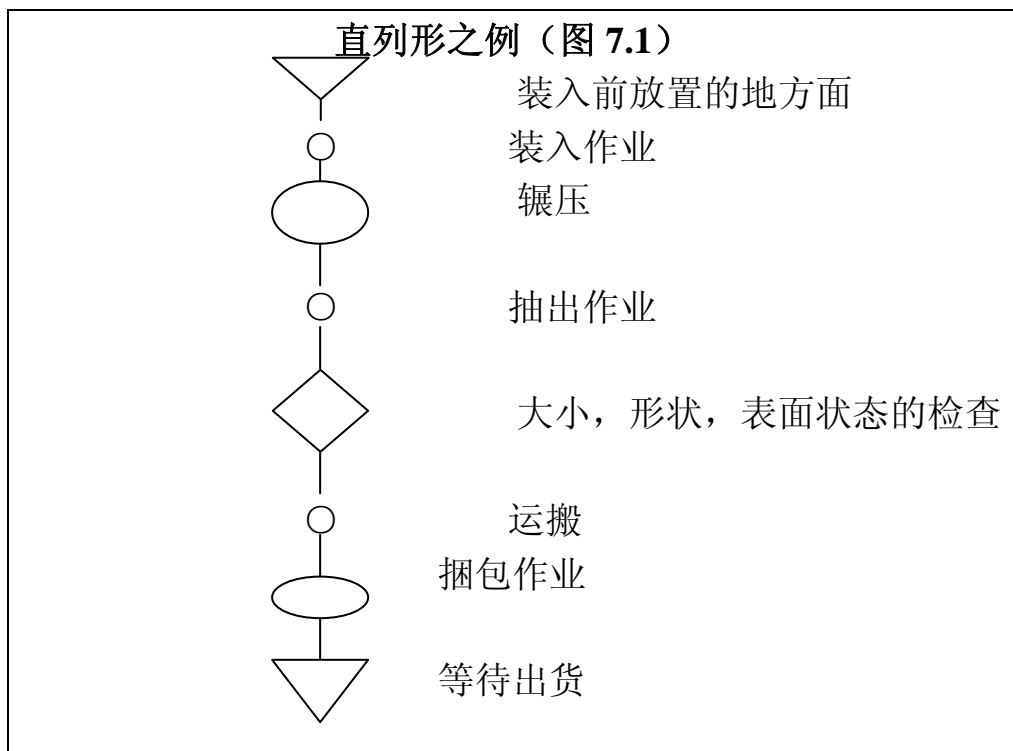 直列形之例（图 7.1）
装入前放置的地方面
装入作业
辗压
抽出作业
大小，形状，表面状态的检查
运搬
捆包作业
等待出货